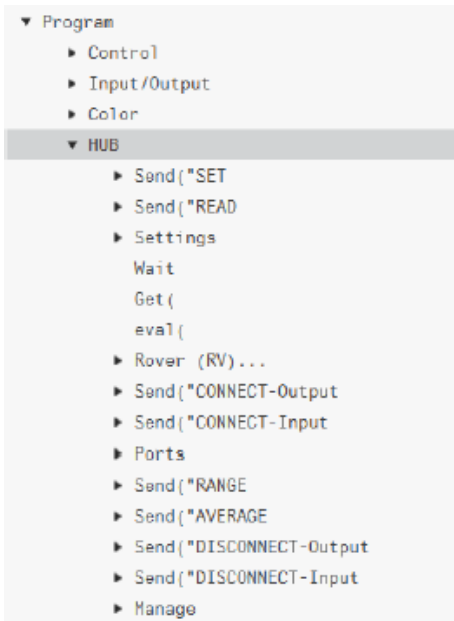 Program
Control
Input/Output
Color
HUB
Send("SET
Send("READ
Settings
Wait
Get(
eval(
Rover (RV)...
Send("CONNECT-Output
Send("CONNECT-Input
Ports
Send("RANGE
Send("AVERAGE
Send("DISCONNECT-Output
Send("DISCONNECT-Input
Manage